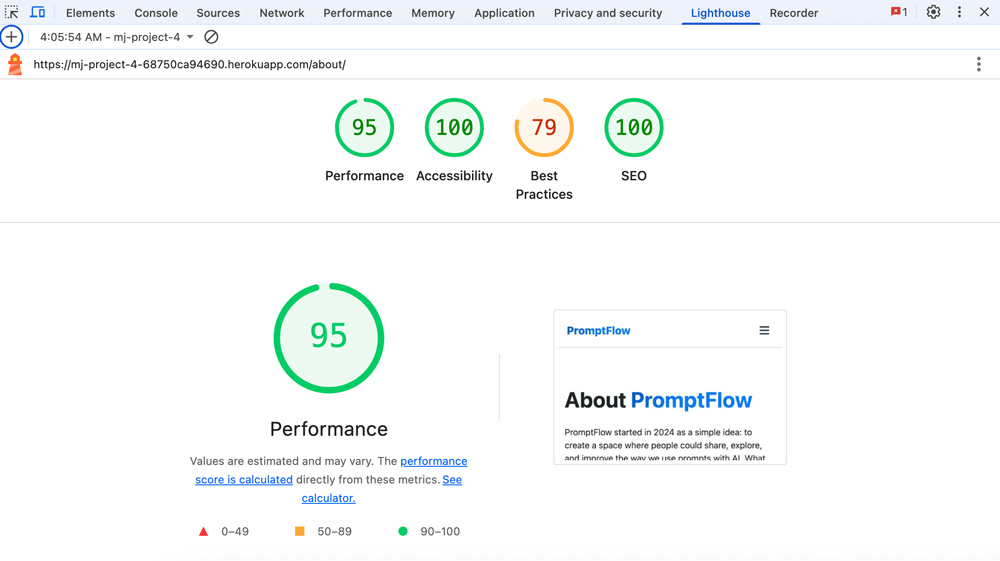 Elements Console Sources Network Performance Memory Application Privacy and security Lighthouse Recorder 1
4:05:54 AM - mj-project-4
https://mj-project-4-68750ca94690.herokuapp.com/about/
95 100 79 100
Performance Accessibility Best Practices SEO
95
PromptFlow
About PromptFlow
PromptFlow started in 2024 as a simple idea: to
create a space where people could share, explore,
and improve the way we use prompts with AI. What
Performance
Values are estimated and may vary. The performance
score is calculated directly from these metrics. See
calculator.
0–49 50–89 90–100